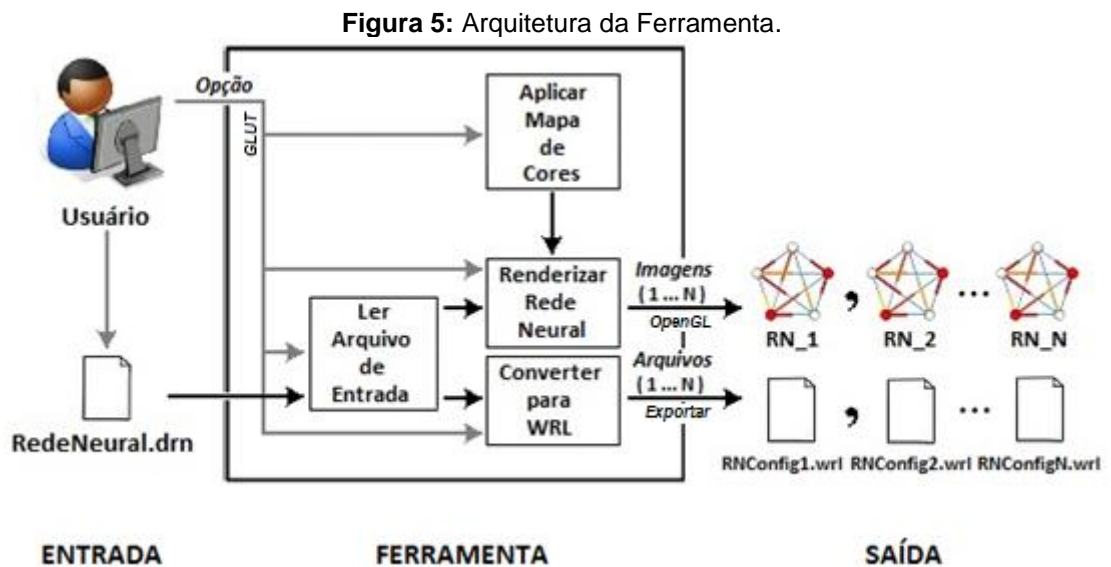 Figura 5: Arquitetura da Ferramenta.
Opção
GLUT
Usuário
RedeNeural.drn
Aplicar
Mapa
de
Cores
Ler
Arquivo
de
Entrada
Renderizar
Rede
Neural
Converter
para
WRL
Imagens
(1 ... N)
OpenGL
Arquivos
(1 ... N)
Exportar
RN_1 , RN_2 ... RN_N
, ...
RNConfig1.wrl RNConfig2.wrl RNConfigN.wrl
ENTRADA FERRAMENTA SAÍDA